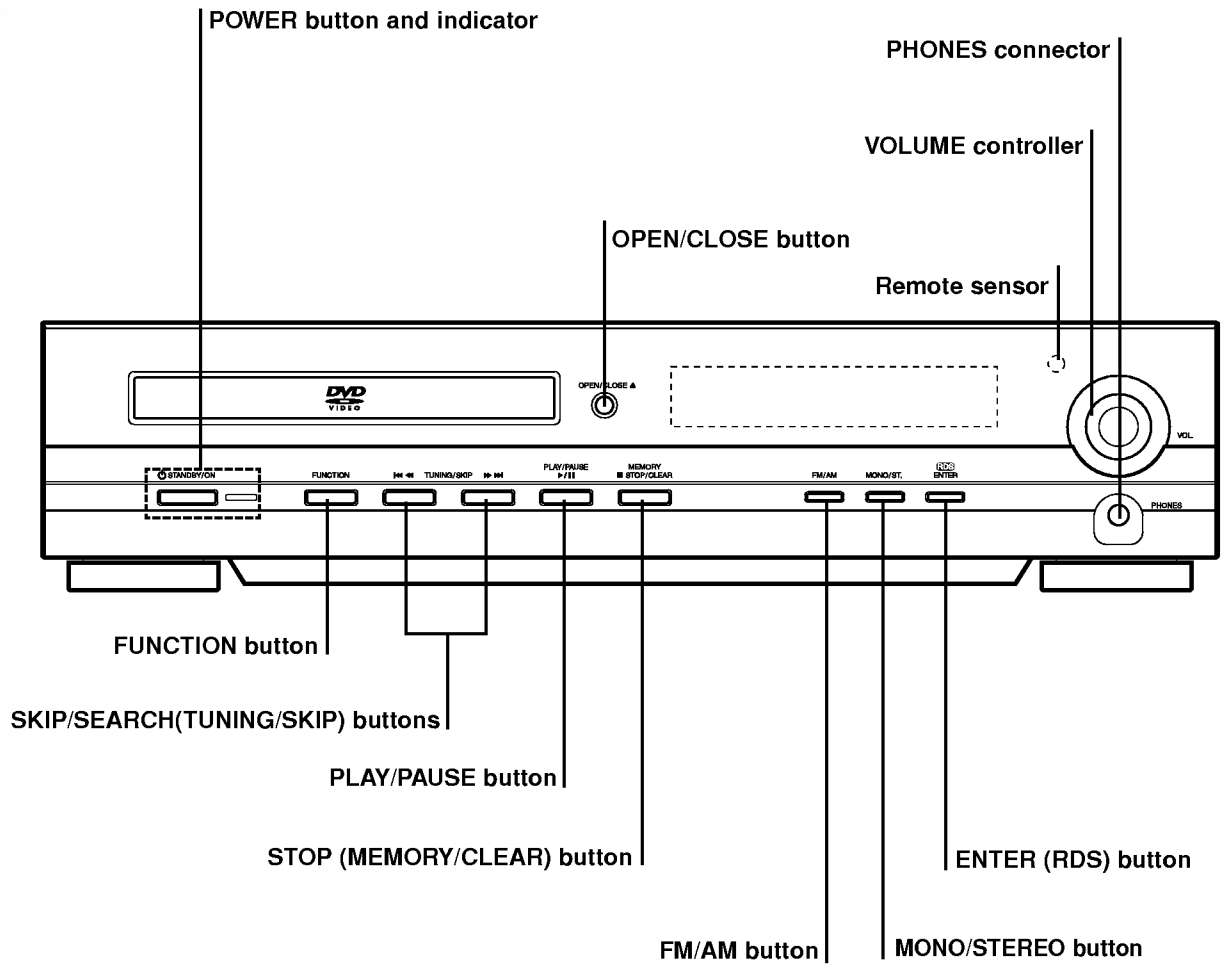 POWER button and indicator
PHONES connector
VOLUME controller
OPEN/CLOSE button
Remote sensor
DVD
VIDEO
OPEN/CLOSE ▲
VOL.
STANDBY/ON
FUNCTION
⏮ ◀◀ TUNING/SKIP ▶▶ ⏭
PLAY/PAUSE
▶/II
MEMORY
■ STOP/CLEAR
FM/AM
MONO/ST.
RDS
ENTER
PHONES
FUNCTION button
SKIP/SEARCH(TUNING/SKIP) buttons
PLAY/PAUSE button
STOP (MEMORY/CLEAR) button
ENTER (RDS) button
FM/AM button
MONO/STEREO button